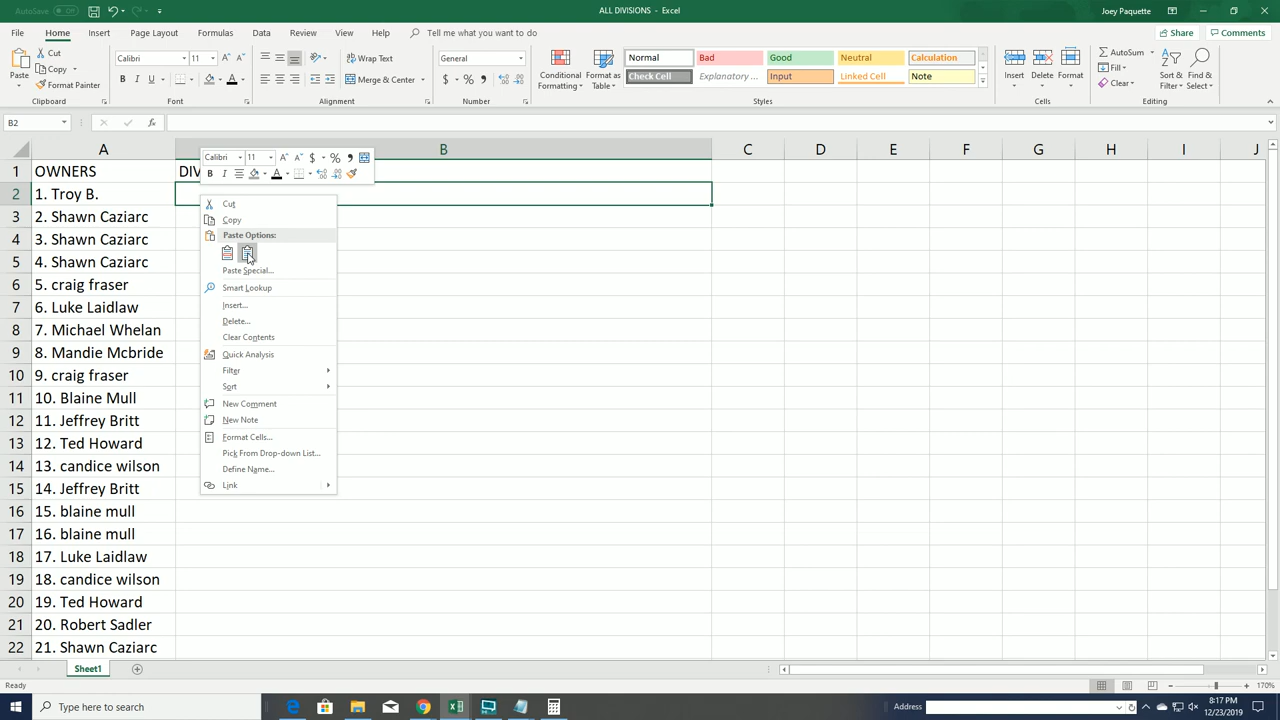 AutoSave Off
ALL DIVISIONS - Excel
Joey Paquette
File Home Insert Page Layout Formulas Data Review View Help Tell me what you want to do
Share Comments
Paste
Cut
Copy
Format Painter
Clipboard
Calibri 11
B I U
Font
Wrap Text
Merge & Center
Alignment
General
$ % 9
Number
Conditional Formatting
Format as Table
Normal Bad Good Neutral Calculation
Check Cell Explanatory ... Input Linked Cell Note
Styles
Insert Delete Format
Cells
AutoSum
Fill
Clear
Sort & Filter
Find & Select
Editing
B2
fx
A B C D E F G H I J
1 OWNERS DIV
2 1. Troy B.
3 2. Shawn Caziarc
4 3. Shawn Caziarc
5 4. Shawn Caziarc
6 5. craig fraser
7 6. Luke Laidlaw
8 7. Michael Whelan
9 8. Mandie Mcbride
10 9. craig fraser
11 10. Blaine Mull
12 11. Jeffrey Britt
13 12. Ted Howard
14 13. candice wilson
15 14. Jeffrey Britt
16 15. blaine mull
17 16. blaine mull
18 17. Luke Laidlaw
19 18. candice wilson
20 19. Ted Howard
21 20. Robert Sadler
22 21. Shawn Caziarc
Calibri 11 A A $ % 9
B I A
Cut
Copy
Paste Options:
Paste Special...
Smart Lookup
Insert...
Delete...
Clear Contents
Quick Analysis
Filter
Sort
New Comment
New Note
Format Cells...
Pick From Drop-down List...
Define Name...
Link
Sheet1
Ready
170%
Type here to search
Address
8:17 PM
12/23/2019